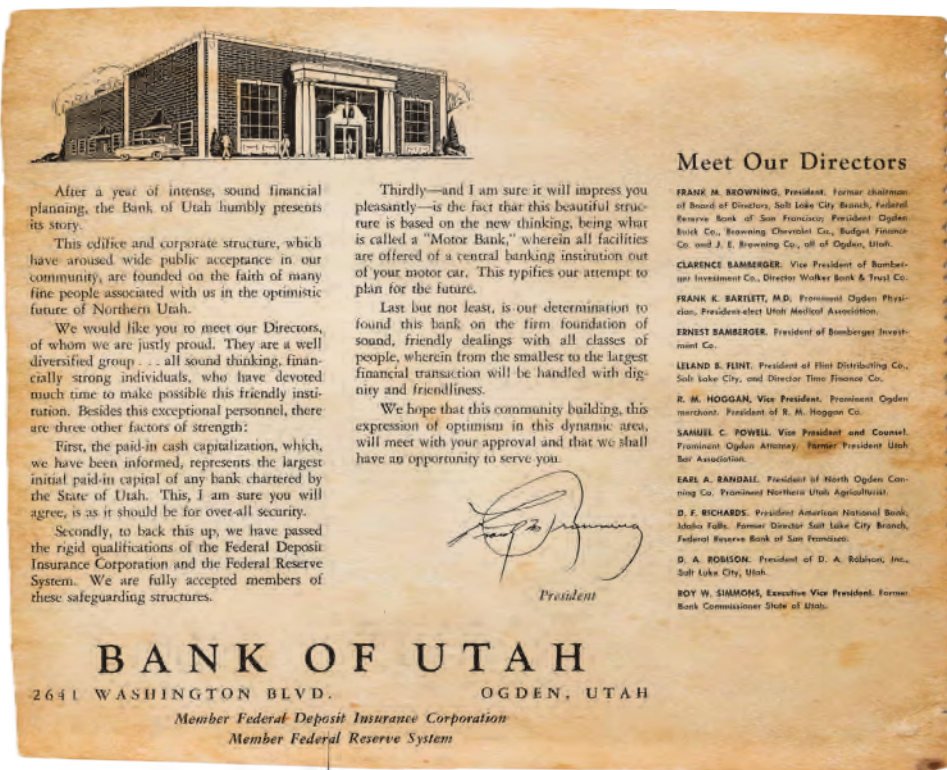 After a year of intense, sound financial
planning, the Bank of Utah humbly presents
its story.
This edifice and corporate structure, which
have aroused wide public acceptance in our
community, are founded on the faith of many
fine people associated with us in the optimistic
future of Northern Utah.
We would like you to meet our Directors,
of whom we are justly proud. They are a well
diversified group . . . all sound thinking, finan-
cially strong individuals, who have devoted
much time to make possible this friendly insti-
tution. Besides this exceptional personnel, there
are three other factors of strength:
First, the paid-in cash capitalization, which,
we have been informed, represents the largest
initial paid-in capital of any bank chartered by
the State of Utah. This, I am sure you will
agree, is as it should be for over-all security.
Secondly, to back this up, we have passed
the rigid qualifications of the Federal Deposit
Insurance Corporation and the Federal Reserve
System. We are fully accepted members of
these safeguarding structures.
Thirdly—and I am sure it will impress you
pleasantly—is the fact that this beautiful struc-
ture is based on the new thinking, being what
is called a "Motor Bank," wherein all facilities
are offered of a central banking institution out
of your motor car. This typifies our attempt to
plan for the future.
Last but not least, is our determination to
found this bank on the firm foundation of
sound, friendly dealings with all classes of
people, wherein from the smallest to the largest
financial transaction will be handled with dig-
nity and friendliness.
We hope that this community building, this
expression of optimism in this dynamic area,
will meet with your approval and that we shall
have an opportunity to serve you.
Frank M. Browning
President
Meet Our Directors
FRANK M. BROWNING, President. Former chairman
of Board of Directors, Salt Lake City Branch, Federal
Reserve Bank of San Francisco; President Ogden
Buick Co., Browning Chevrolet Co., Budget Finance
Co. and J. E. Browning Co., all of Ogden, Utah.
CLARENCE BAMBERGER. Vice President of Bamber-
ger Investment Co., Director Walker Bank & Trust Co.
FRANK K. BARTLETT, M.D. Prominent Ogden Physi-
cian, President-elect Utah Medical Association.
ERNEST BAMBERGER. President of Bamberger Invest-
ment Co.
LELAND B. FLINT. President of Flint Distributing Co.,
Salt Lake City, and Director Time Finance Co.
R. M. HOGGAN, Vice President. Prominent Ogden
merchant. President of R. M. Hoggan Co.
SAMUEL C. POWELL. Vice President and Counsel.
Prominent Ogden Attorney. Former President Utah
Bar Association.
EARL A. RANDALL. President of North Ogden Can-
ning Co. Prominent Northern Utah Agriculturist.
D. F. RICHARDS. President American National Bank,
Idaho Falls. Former Director Salt Lake City Branch,
Federal Reserve Bank of San Francisco.
D. A. ROBISON. President of D. A. Robison, Inc.,
Salt Lake City, Utah.
ROY W. SIMMONS, Executive Vice President. Former
Bank Commissioner State of Utah.
BANK OF UTAH
2641 WASHINGTON BLVD. OGDEN, UTAH
Member Federal Deposit Insurance Corporation
Member Federal Reserve System